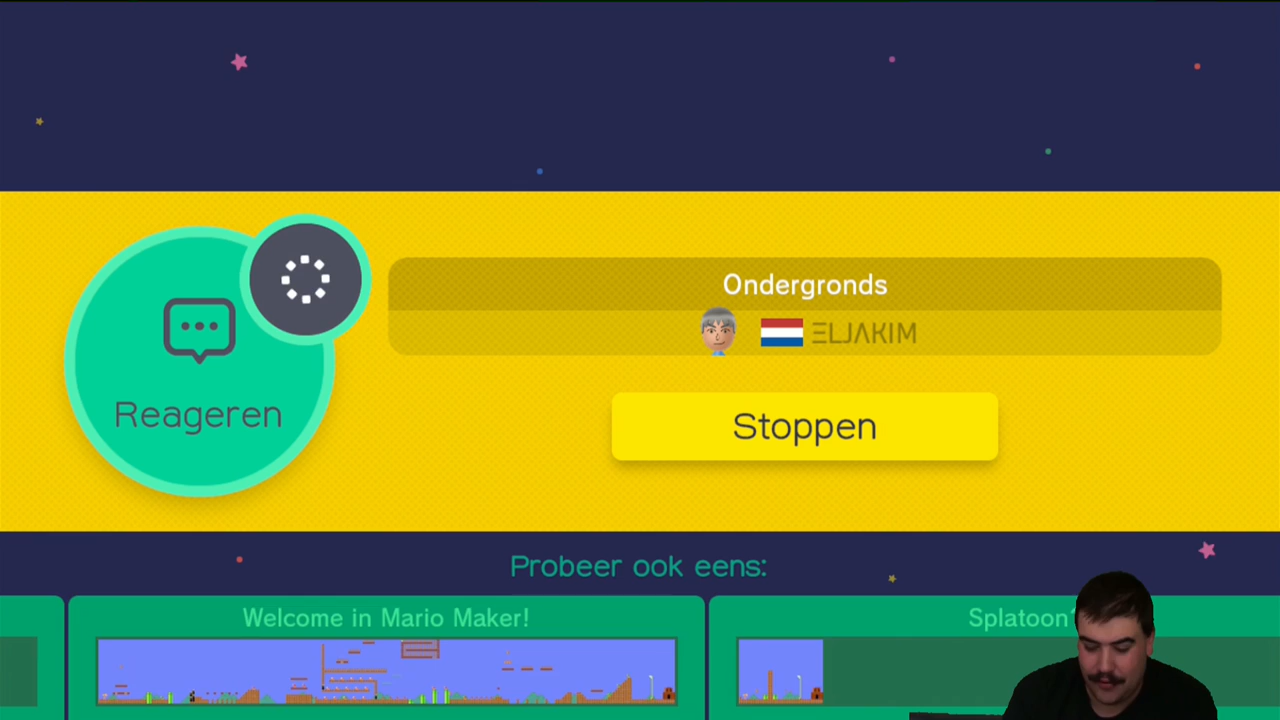 Ondergronds
ELJAKIM
Reageren
Stoppen
Probeer ook eens:
Welcome in Mario Maker!
Splatoon